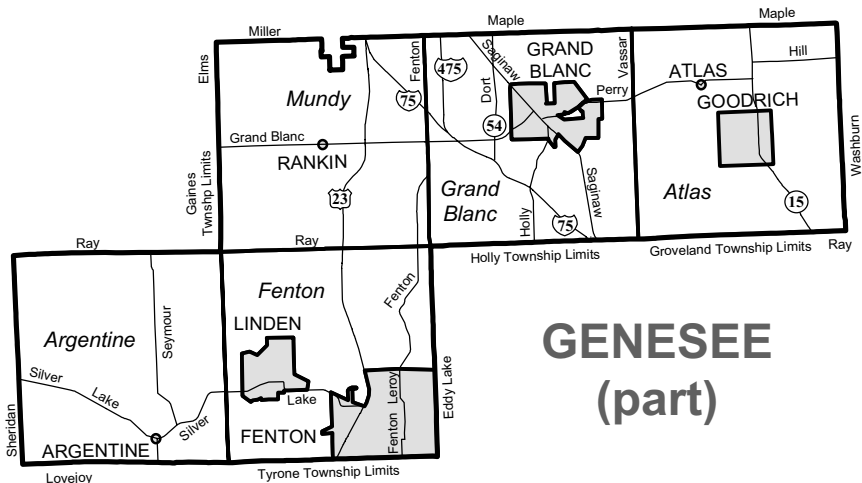 Miller
Maple
Maple
Elms
Fenton
Saginaw
475
GRAND
BLANC
Vassar
Hill
Mundy
75
Dort
ATLAS
Perry
GOODRICH
Grand Blanc
54
RANKIN
Washburn
Gaines
Twnshp Limits
23
Grand
Blanc
Holly
Saginaw
Atlas
15
75
Ray
Ray
Holly Township Limits
Groveland Township Limits
Ray
Fenton
Fenton
Argentine
Seymour
LINDEN
GENESEE
(part)
Silver
Lake
Lake
Leroy
Eddy Lake
Sheridan
Silver
ARGENTINE
FENTON
Fenton
Lovejoy
Tyrone Township Limits